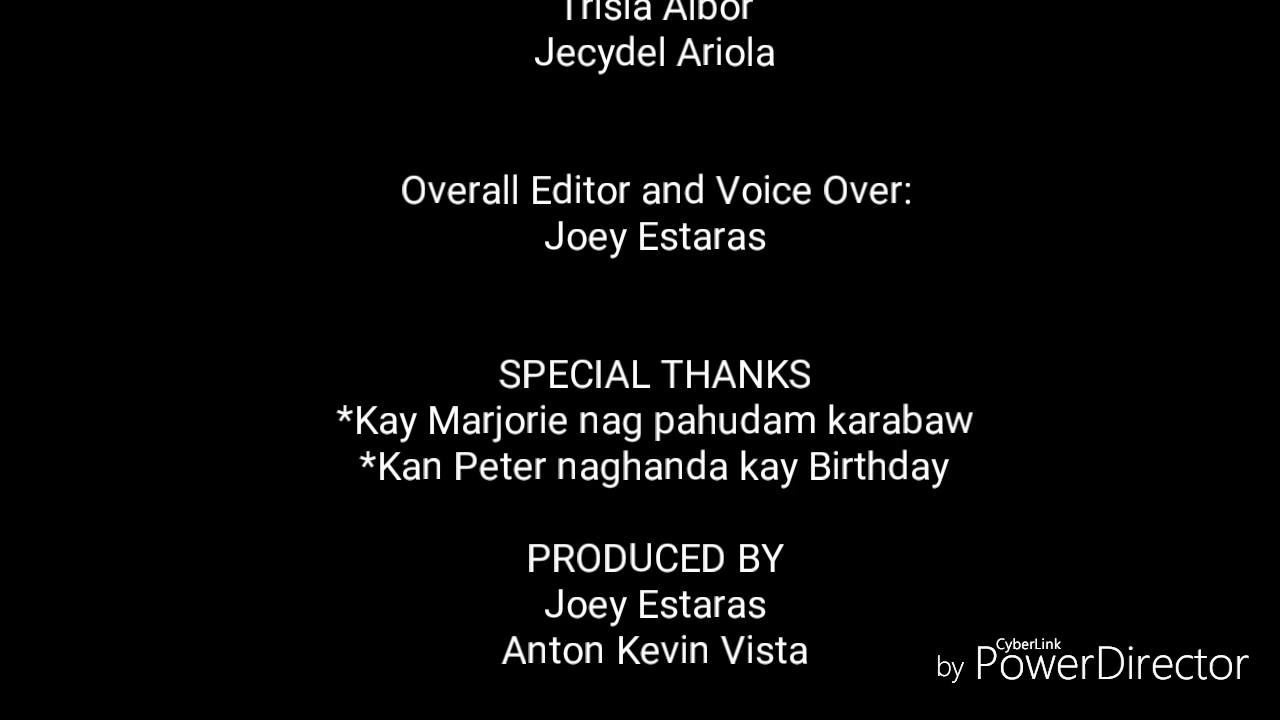 Trisia Albor
Jecydel Ariola
Overall Editor and Voice Over:
Joey Estaras
SPECIAL THANKS
*Kay Marjorie nag pahudam karabaw
*Kan Peter naghanda kay Birthday
PRODUCED BY
Joey Estaras
Anton Kevin Vista
by CyberLink PowerDirector